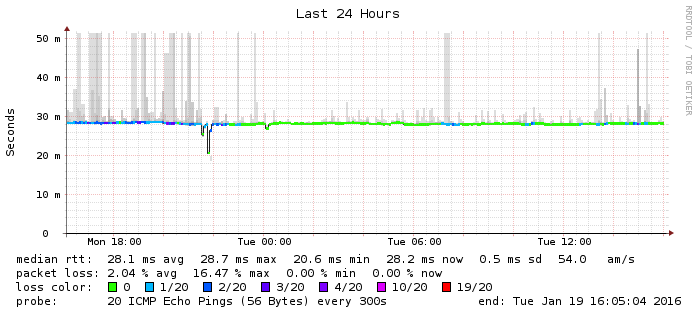 Last 24 Hours
RRDTOOL / TOBI OETIKER
Seconds
50 m
40 m
30 m
20 m
10 m
0
Mon 18:00 Tue 00:00 Tue 06:00 Tue 12:00
median rtt: 28.1 ms avg 28.7 ms max 20.6 ms min 28.2 ms now 0.5 ms sd 54.0 am/s
packet loss: 2.04 % avg 16.47 % max 0.00 % min 0.00 % now
loss color: 0 1/20 2/20 3/20 4/20 10/20 19/20
probe: 20 ICMP Echo Pings (56 Bytes) every 300s end: Tue Jan 19 16:05:04 2016